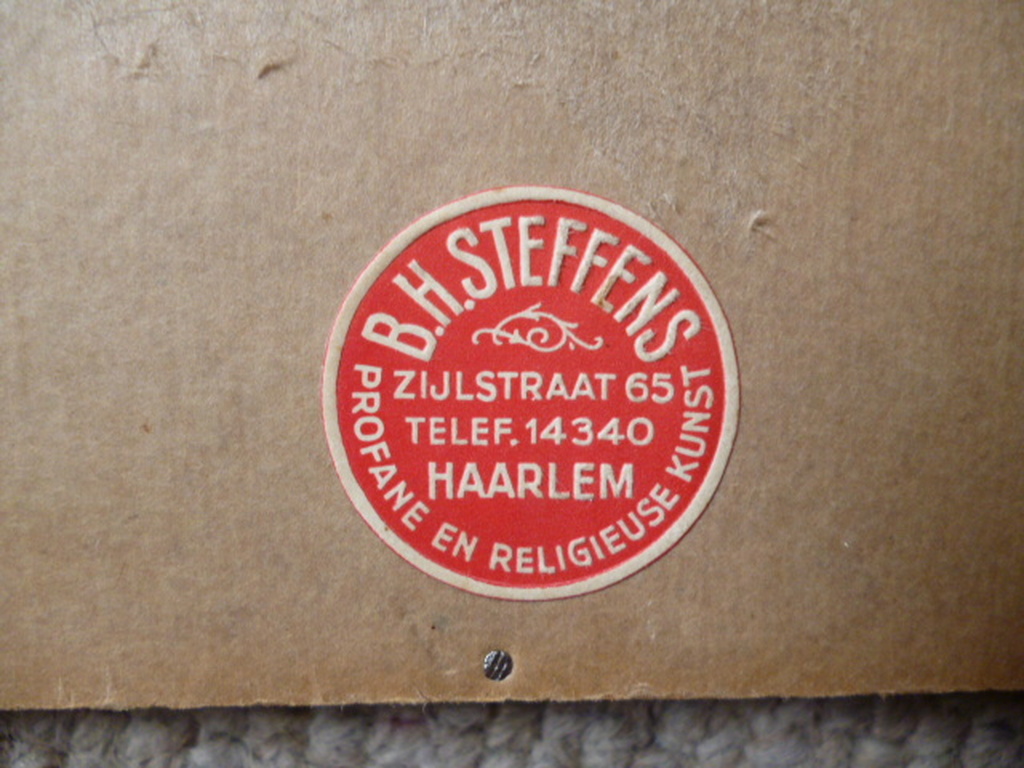 B.H. STEFFENS
ZIJLSTRAAT 65
TELEF. 14340
HAARLEM
PROFANE EN RELIGIEUSE KUNST